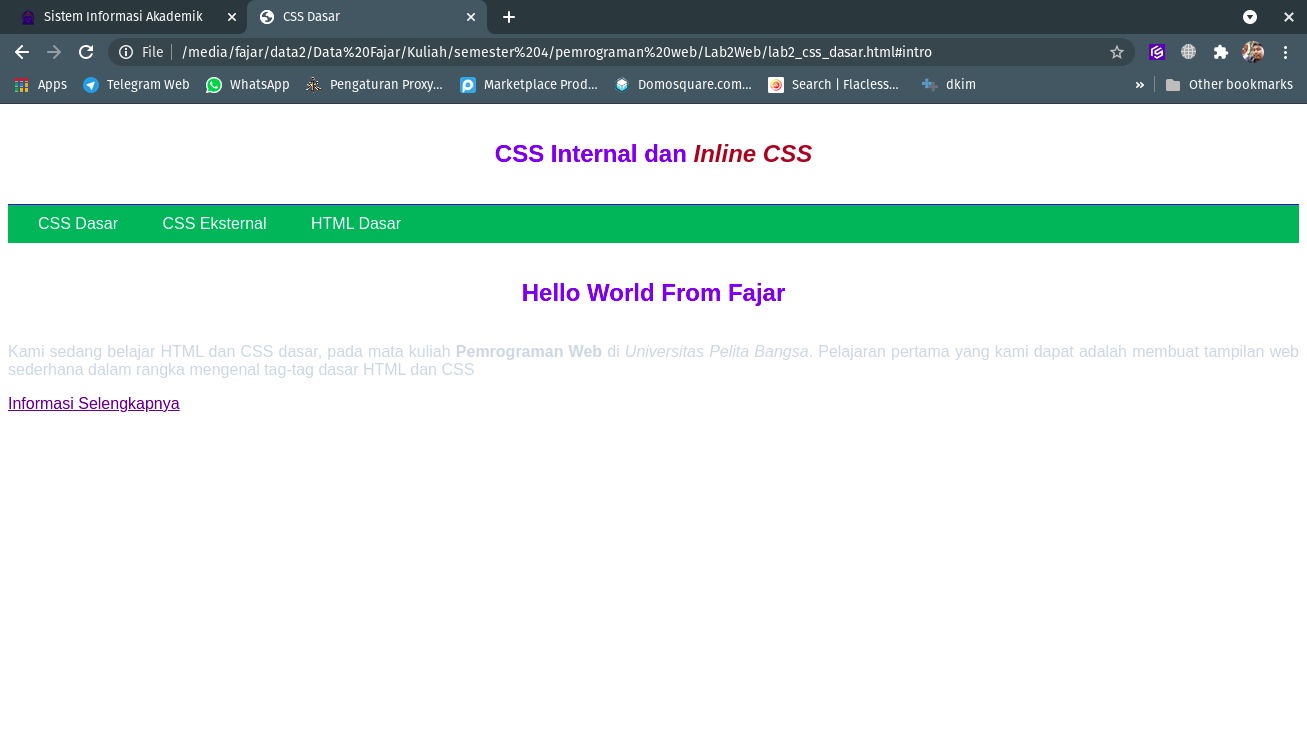 Sistem Informasi Akademik
CSS Dasar
File
/media/fajar/data2/Data%20Fajar/Kuliah/semester%204/pemrograman%20web/Lab2Web/lab2_css_dasar.html#intro
Apps
Telegram Web
WhatsApp
Pengaturan Proxy...
Marketplace Prod...
Domosquare.com...
Search | Flacless...
dkim
»
Other bookmarks
CSS Internal dan Inline CSS
CSS Dasar
CSS Eksternal
HTML Dasar
Hello World From Fajar
Kami sedang belajar HTML dan CSS dasar, pada mata kuliah Pemrograman Web di Universitas Pelita Bangsa. Pelajaran pertama yang kami dapat adalah membuat tampilan web
sederhana dalam rangka mengenal tag-tag dasar HTML dan CSS
Informasi Selengkapnya